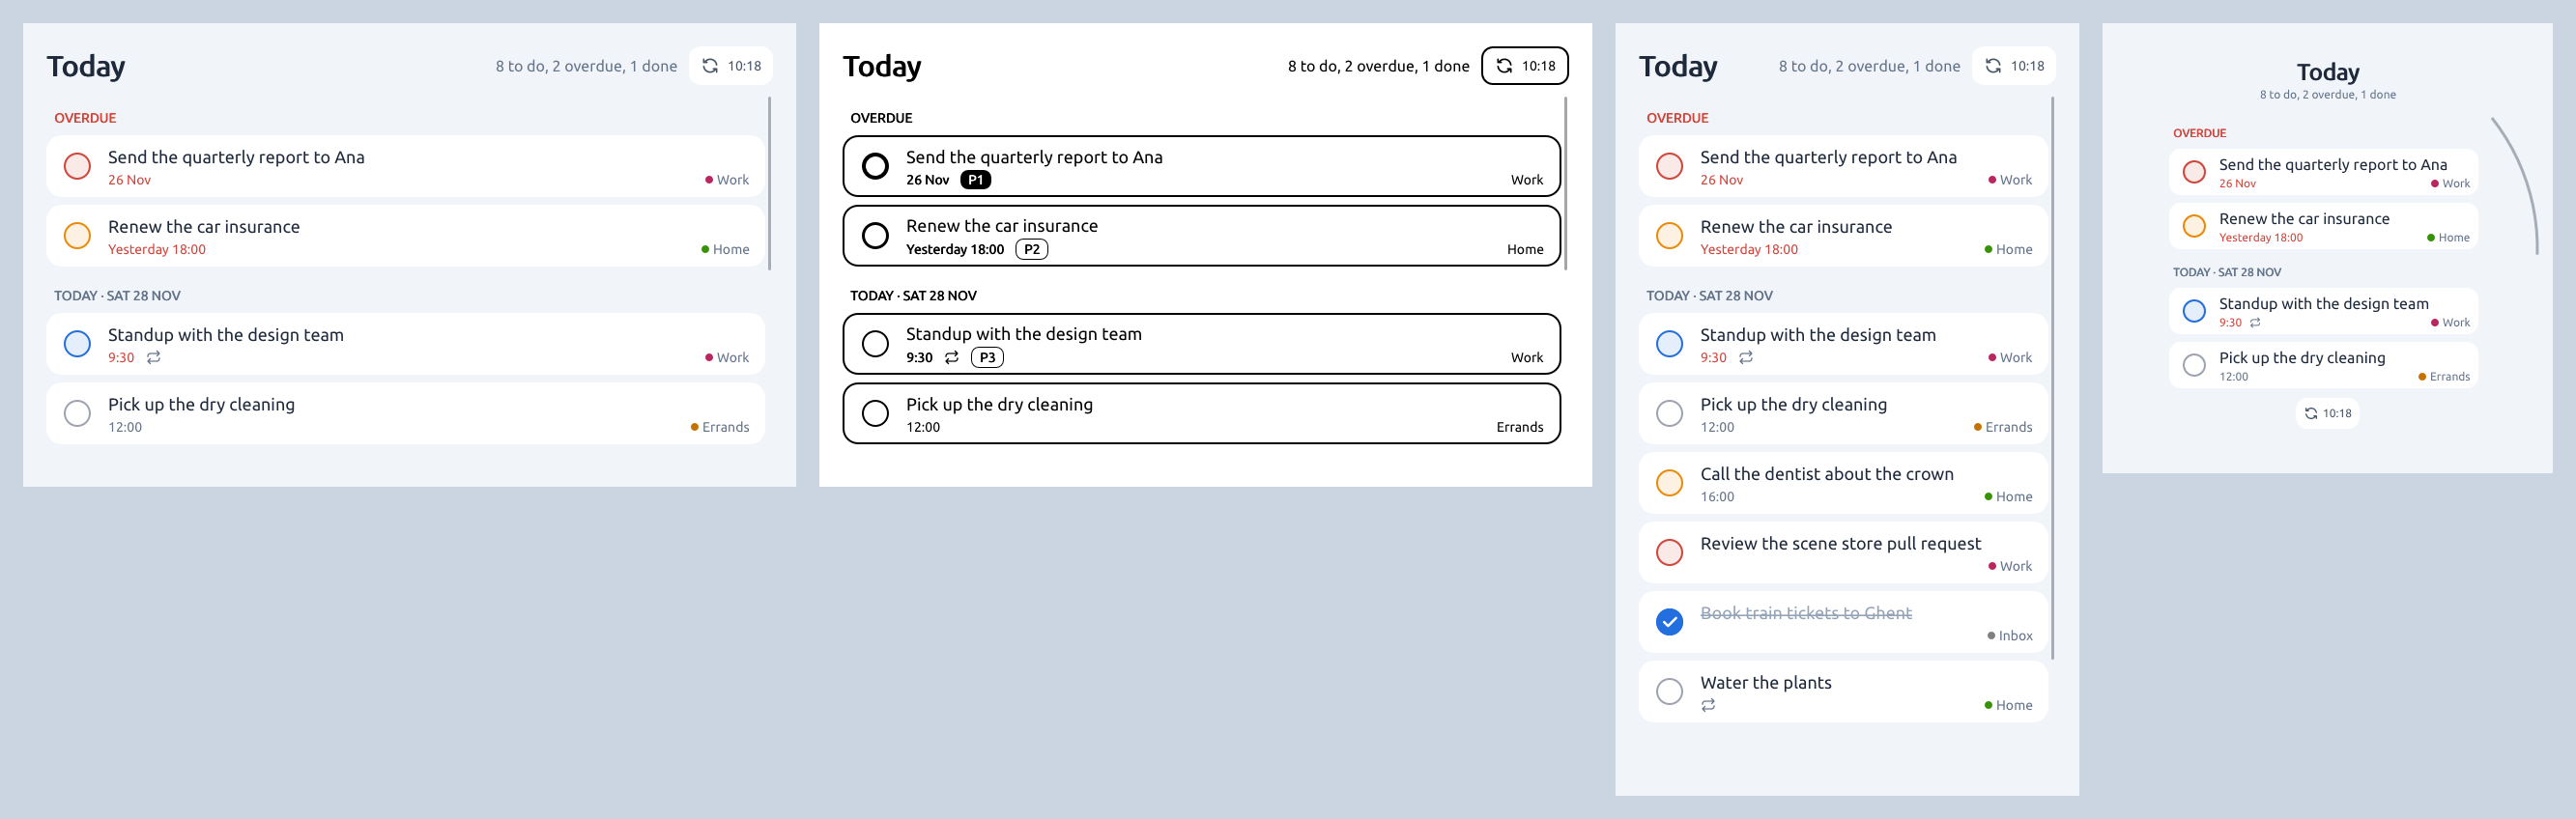 Today
8 to do, 2 overdue, 1 done
10:18
OVERDUE
Send the quarterly report to Ana
26 Nov
Work
Renew the car insurance
Yesterday 18:00
Home
TODAY · SAT 28 NOV
Standup with the design team
9:30
Work
Pick up the dry cleaning
12:00
Errands
Today
8 to do, 2 overdue, 1 done
10:18
OVERDUE
Send the quarterly report to Ana
26 Nov P1
Work
Renew the car insurance
Yesterday 18:00 P2
Home
TODAY · SAT 28 NOV
Standup with the design team
9:30 P3
Work
Pick up the dry cleaning
12:00
Errands
Today
8 to do, 2 overdue, 1 done
10:18
OVERDUE
Send the quarterly report to Ana
26 Nov
Work
Renew the car insurance
Yesterday 18:00
Home
TODAY · SAT 28 NOV
Standup with the design team
9:30
Work
Pick up the dry cleaning
12:00
Errands
Call the dentist about the crown
16:00
Home
Review the scene store pull request
Work
Book train tickets to Ghent
Inbox
Water the plants
Home
Today
8 to do, 2 overdue, 1 done
OVERDUE
Send the quarterly report to Ana
26 Nov
Work
Renew the car insurance
Yesterday 18:00
Home
TODAY · SAT 28 NOV
Standup with the design team
9:30
Work
Pick up the dry cleaning
12:00
Errands
10:18